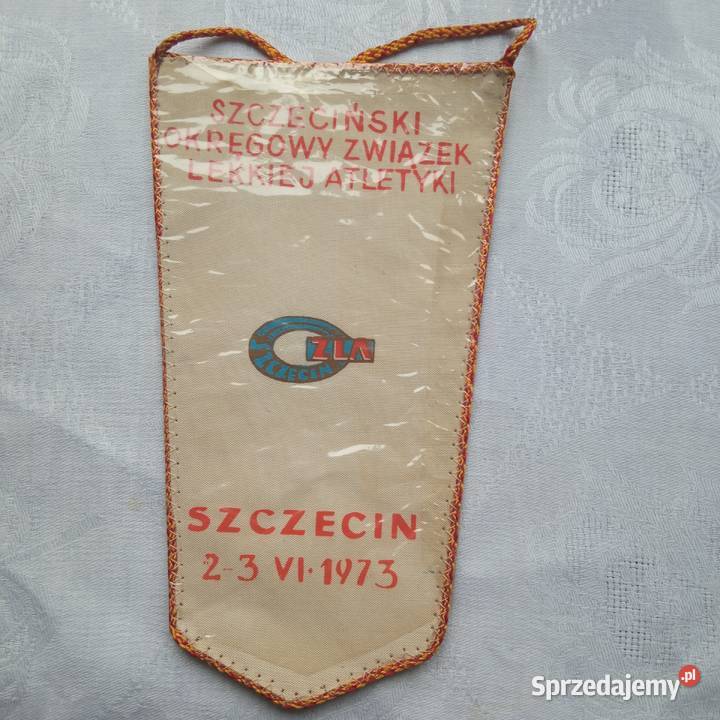 SZCZECIŃSKI
OKRĘGOWY ZWIĄZEK
LEKKIEJ ATLETYKI
ZLA
SZCZECIN
SZCZECIN
2-3 VI·1973
Sprzedajemy.pl